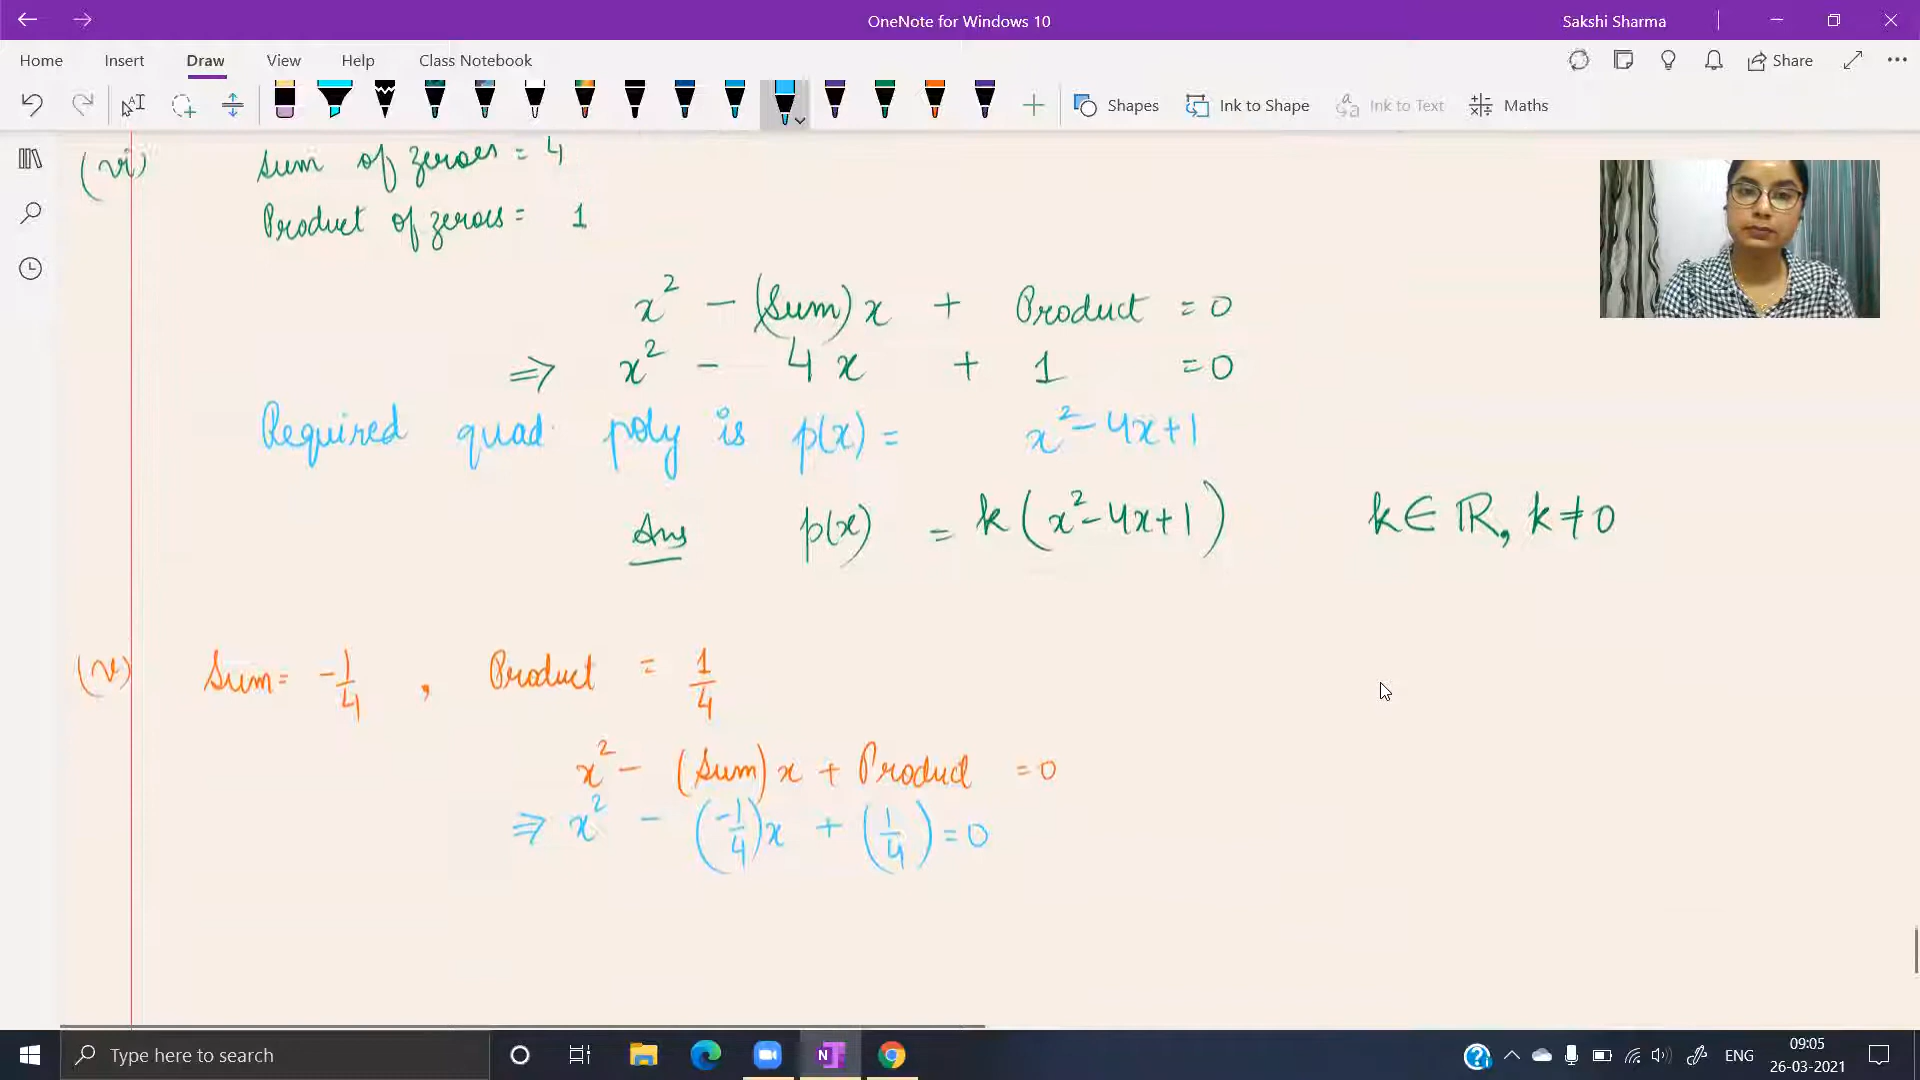 OneNote for Windows 10
Sakshi Sharma
Home Insert Draw View Help Class Notebook
Share
Shapes Ink to Shape Ink to Text Maths
(vi) Sum of zeroes = 4
Product of zeroes = 1
x² - (Sum) x + Product = 0
⇒ x² - 4x + 1 = 0
Required quad. poly is p(x) = x² - 4x + 1
Ans p(x) = k(x² - 4x + 1) k ∈ ℝ, k ≠ 0
(v) Sum = -1/4 , Product = 1/4
x² - (Sum) x + Product = 0
⇒ x² - (-1/4) x + (1/4) = 0
Type here to search
ENG
09:05
26-03-2021